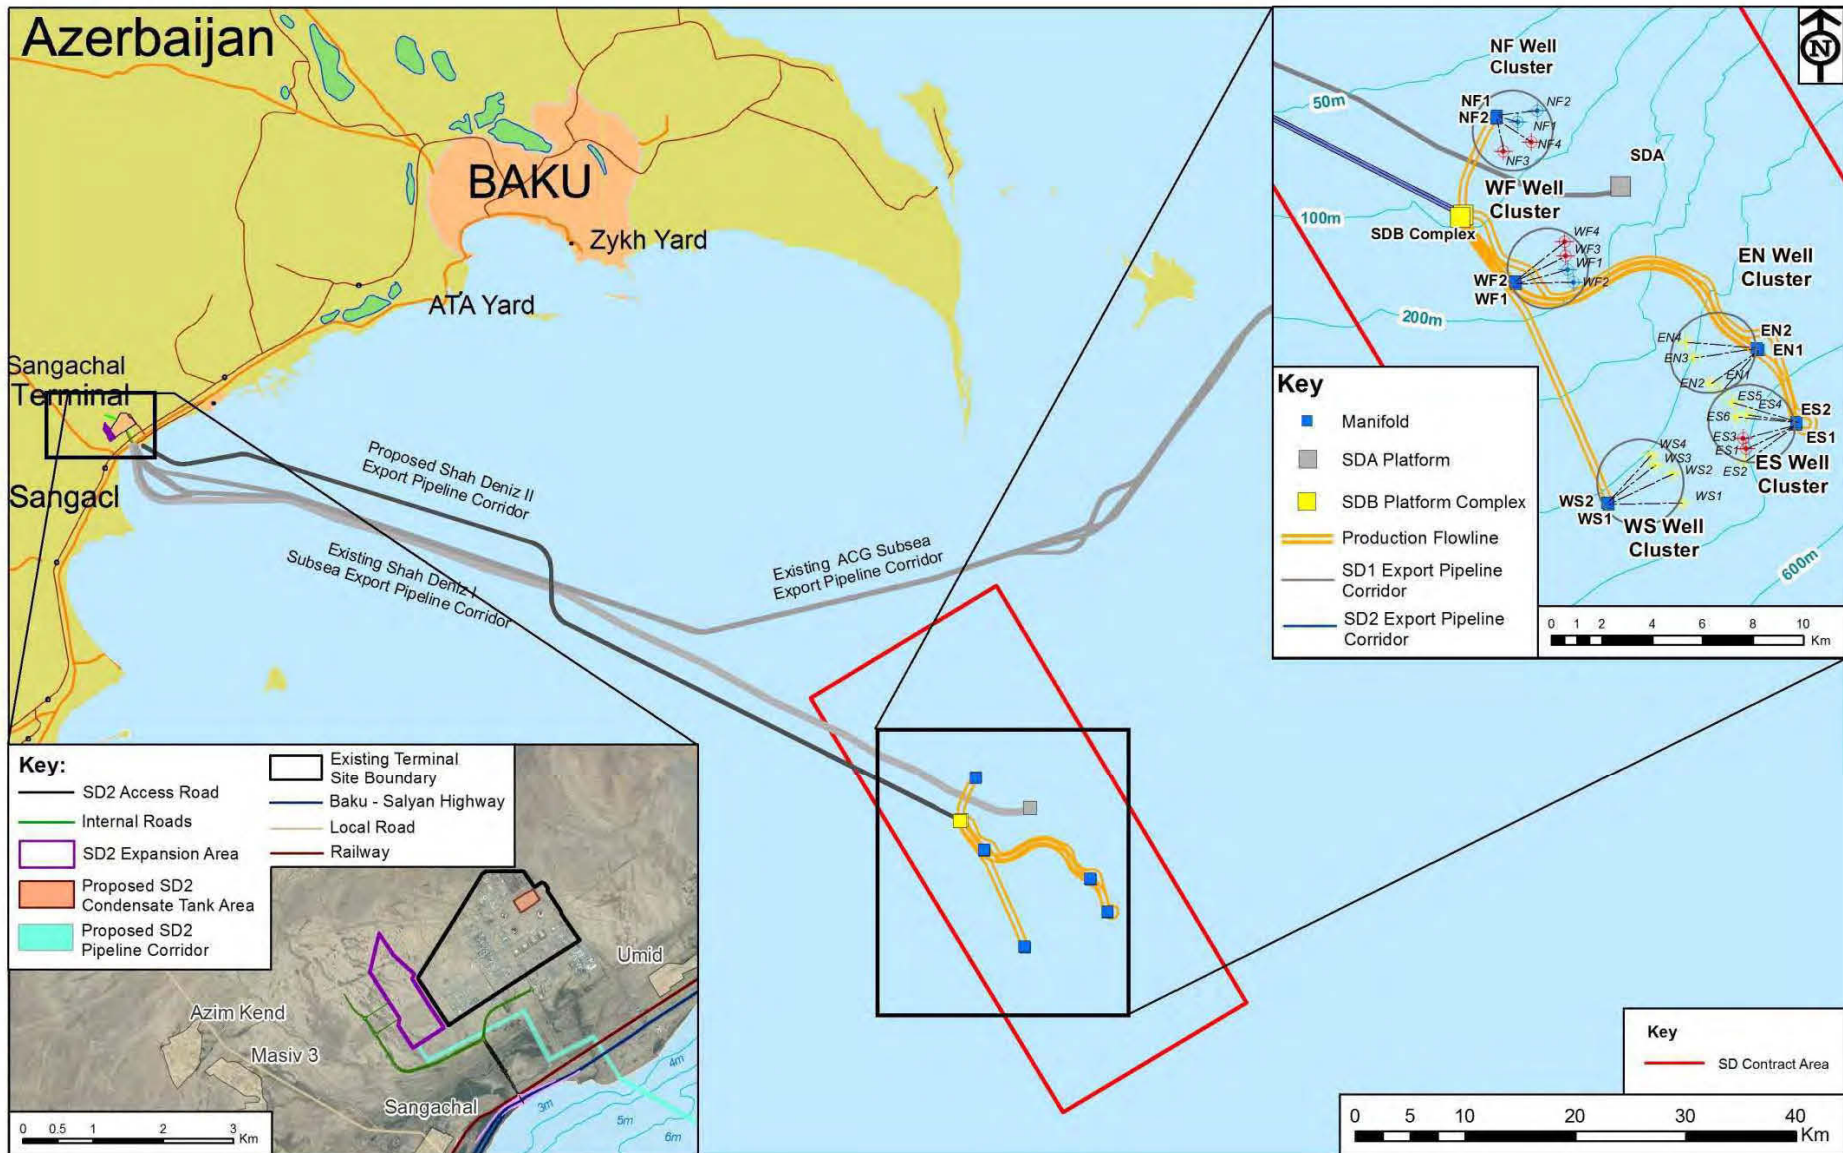 Azerbaijan
BAKU
Zykh Yard
ATA Yard
Sangachal
Terminal
Sangacl
Proposed Shah Deniz II
Export Pipeline Corridor
Existing Shah Deniz I
Subsea Export Pipeline Corridor
Existing ACG Subsea
Export Pipeline Corridor
N
NF Well
Cluster
50m
NF1
NF2
NF2
NF1
NF4
NF3
SDA
WF Well
Cluster
100m
SDB Complex
WF4
WF3
WF1
WF2
WF2
WF1
EN Well
Cluster
200m
EN2
EN1
EN4
EN3
EN2
EN1
ES5
ES4
ES6
ES3
ES1
ES2
ES2
ES1
ES Well
Cluster
WS4
WS3
WS2
WS1
WS2
WS1
WS Well
Cluster
600m
Key
Manifold
SDA Platform
SDB Platform Complex
Production Flowline
SD1 Export Pipeline
Corridor
SD2 Export Pipeline
Corridor
0 1 2 4 6 8 10
Km
Key:
SD2 Access Road
Internal Roads
SD2 Expansion Area
Proposed SD2
Condensate Tank Area
Proposed SD2
Pipeline Corridor
Existing Terminal
Site Boundary
Baku - Salyan Highway
Local Road
Railway
Umid
Azim Kend
Masiv 3
Sangachal
3m
4m
5m
6m
0 0.5 1 2 3
Km
Key
SD Contract Area
0 5 10 20 30 40
Km